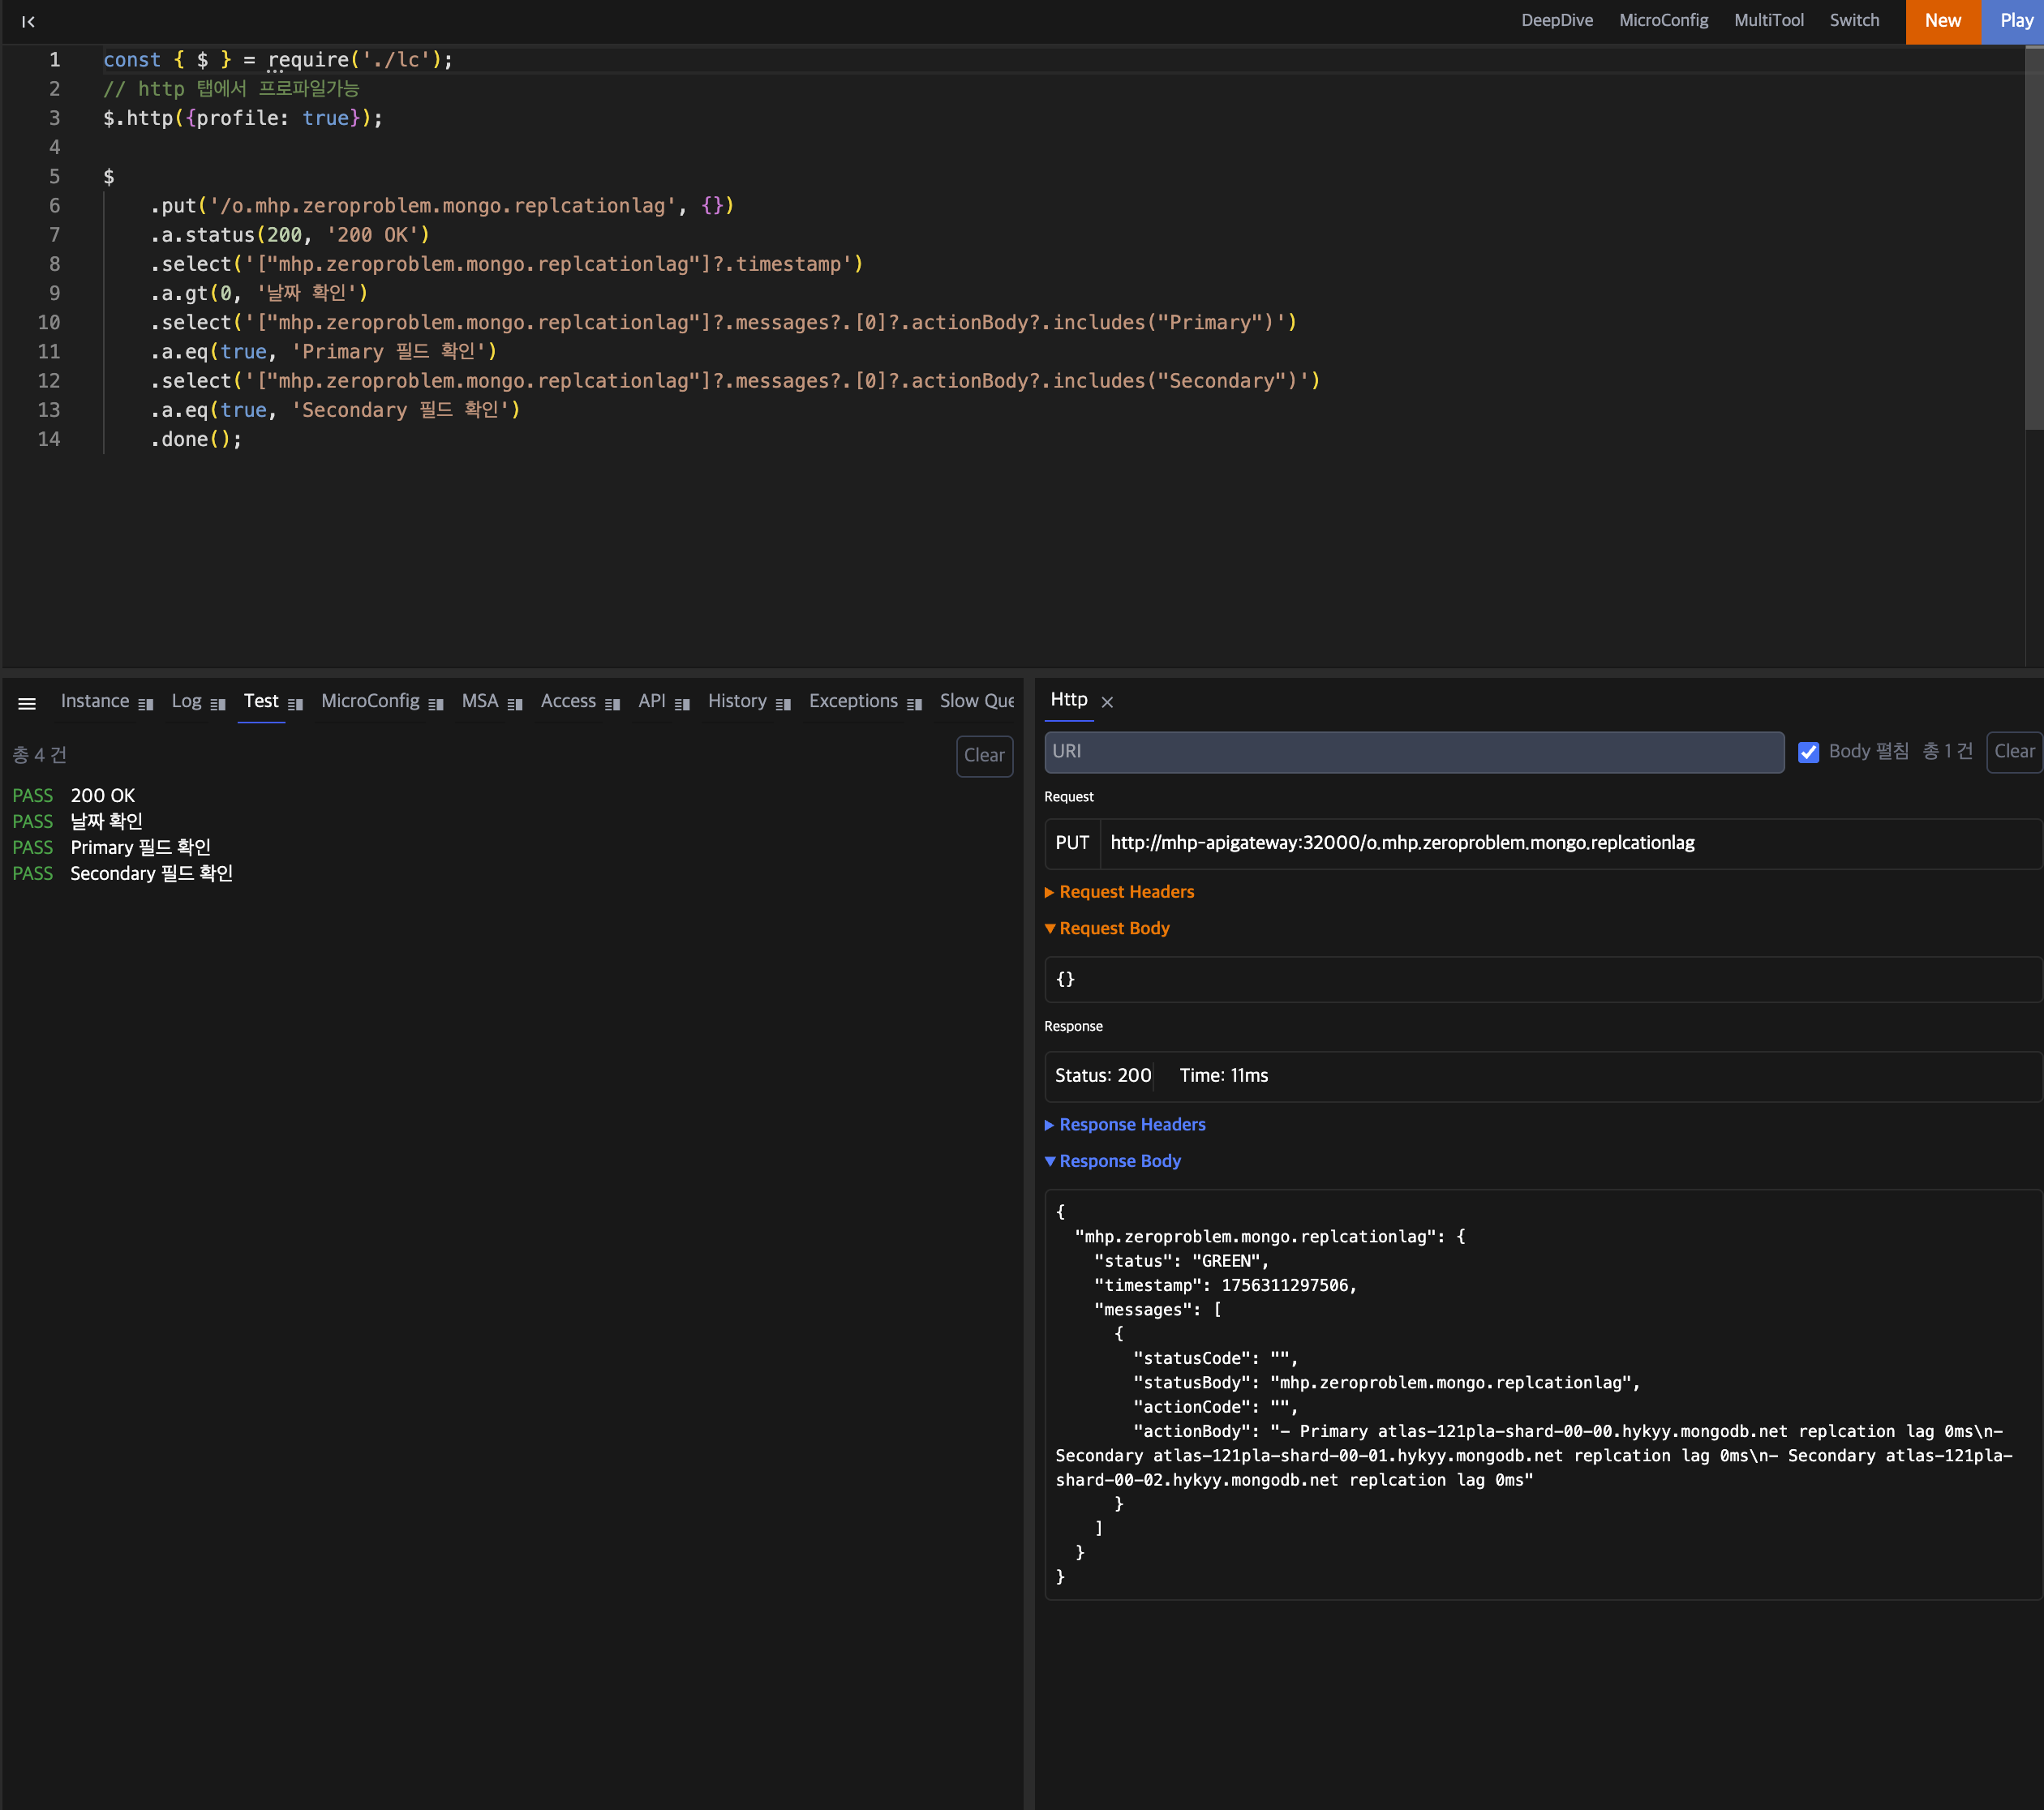 DeepDive MicroConfig MultiTool Switch New Play
1 const { $ } = require('./lc');
2 // http 탭에서 프로파일가능
3 $.http({profile: true});
4
5 $
6 .put('/o.mhp.zeroproblem.mongo.replcationlag', {})
7 .a.status(200, '200 OK')
8 .select('["mhp.zeroproblem.mongo.replcationlag"]?.timestamp')
9 .a.gt(0, '날짜 확인')
10 .select('["mhp.zeroproblem.mongo.replcationlag"]?.messages?.[0]?.actionBody?.includes("Primary")')
11 .a.eq(true, 'Primary 필드 확인')
12 .select('["mhp.zeroproblem.mongo.replcationlag"]?.messages?.[0]?.actionBody?.includes("Secondary")')
13 .a.eq(true, 'Secondary 필드 확인')
14 .done();
Instance Log Test MicroConfig MSA Access API History Exceptions Slow Que
총 4 건 Clear
PASS 200 OK
PASS 날짜 확인
PASS Primary 필드 확인
PASS Secondary 필드 확인
Http
URI Body 펼침 총 1 건 Clear
Request
PUT http://mhp-apigateway:32000/o.mhp.zeroproblem.mongo.replcationlag
Request Headers
Request Body
{}
Response
Status: 200 Time: 11ms
Response Headers
Response Body
{
"mhp.zeroproblem.mongo.replcationlag": {
"status": "GREEN",
"timestamp": 1756311297506,
"messages": [
{
"statusCode": "",
"statusBody": "mhp.zeroproblem.mongo.replcationlag",
"actionCode": "",
"actionBody": "- Primary atlas-121pla-shard-00-00.hykyy.mongodb.net replcation lag 0ms\n-
Secondary atlas-121pla-shard-00-01.hykyy.mongodb.net replcation lag 0ms\n- Secondary atlas-121pla-
shard-00-02.hykyy.mongodb.net replcation lag 0ms"
}
]
}
}